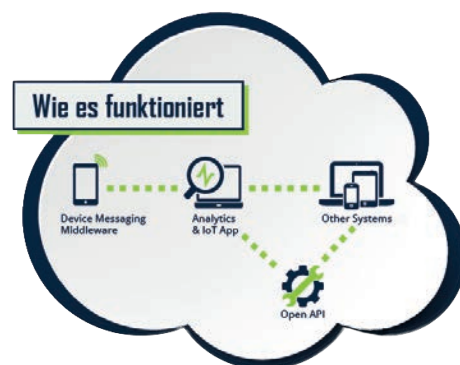 Wie es funktioniert
Device Messaging
Middleware
Analytics
& IoT App
Other Systems
Open API